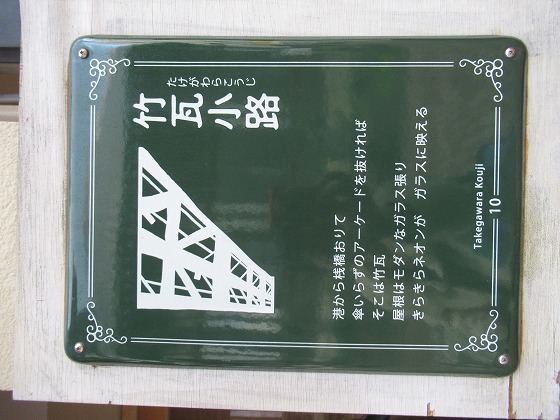 たけがわらこうじ
竹瓦小路
港から桟橋おりて
傘いらずのアーケードを抜ければ
そこは竹瓦
屋根はモダンなガラス張り
きらきらネオンが ガラスに映える
Takegawara Kouji
10